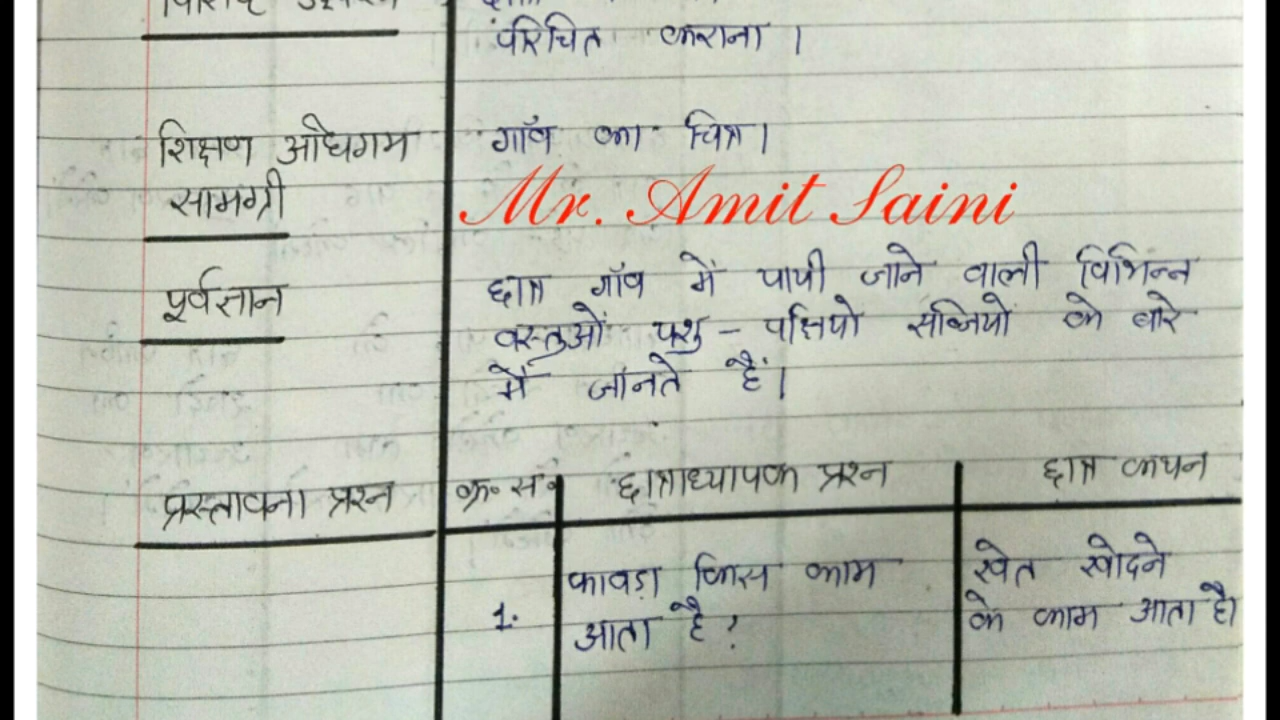 परिचित कराना ।
शिक्षण अधिगम गाँव का चित्र।
सामग्री
Mr. Amit Saini
पूर्वज्ञान छात्र गाँव में पायी जाने वाली विभिन्न
वस्तुओं पशु - पक्षियो सब्जियों के बारे
में जानते हैं।
प्रस्तावना प्रश्न क्र॰ सं॰ छात्राध्यापक प्रश्न छात्र कथन
फावड़ा किस काम खेत खोदने
1. आता है ? के काम आता है।